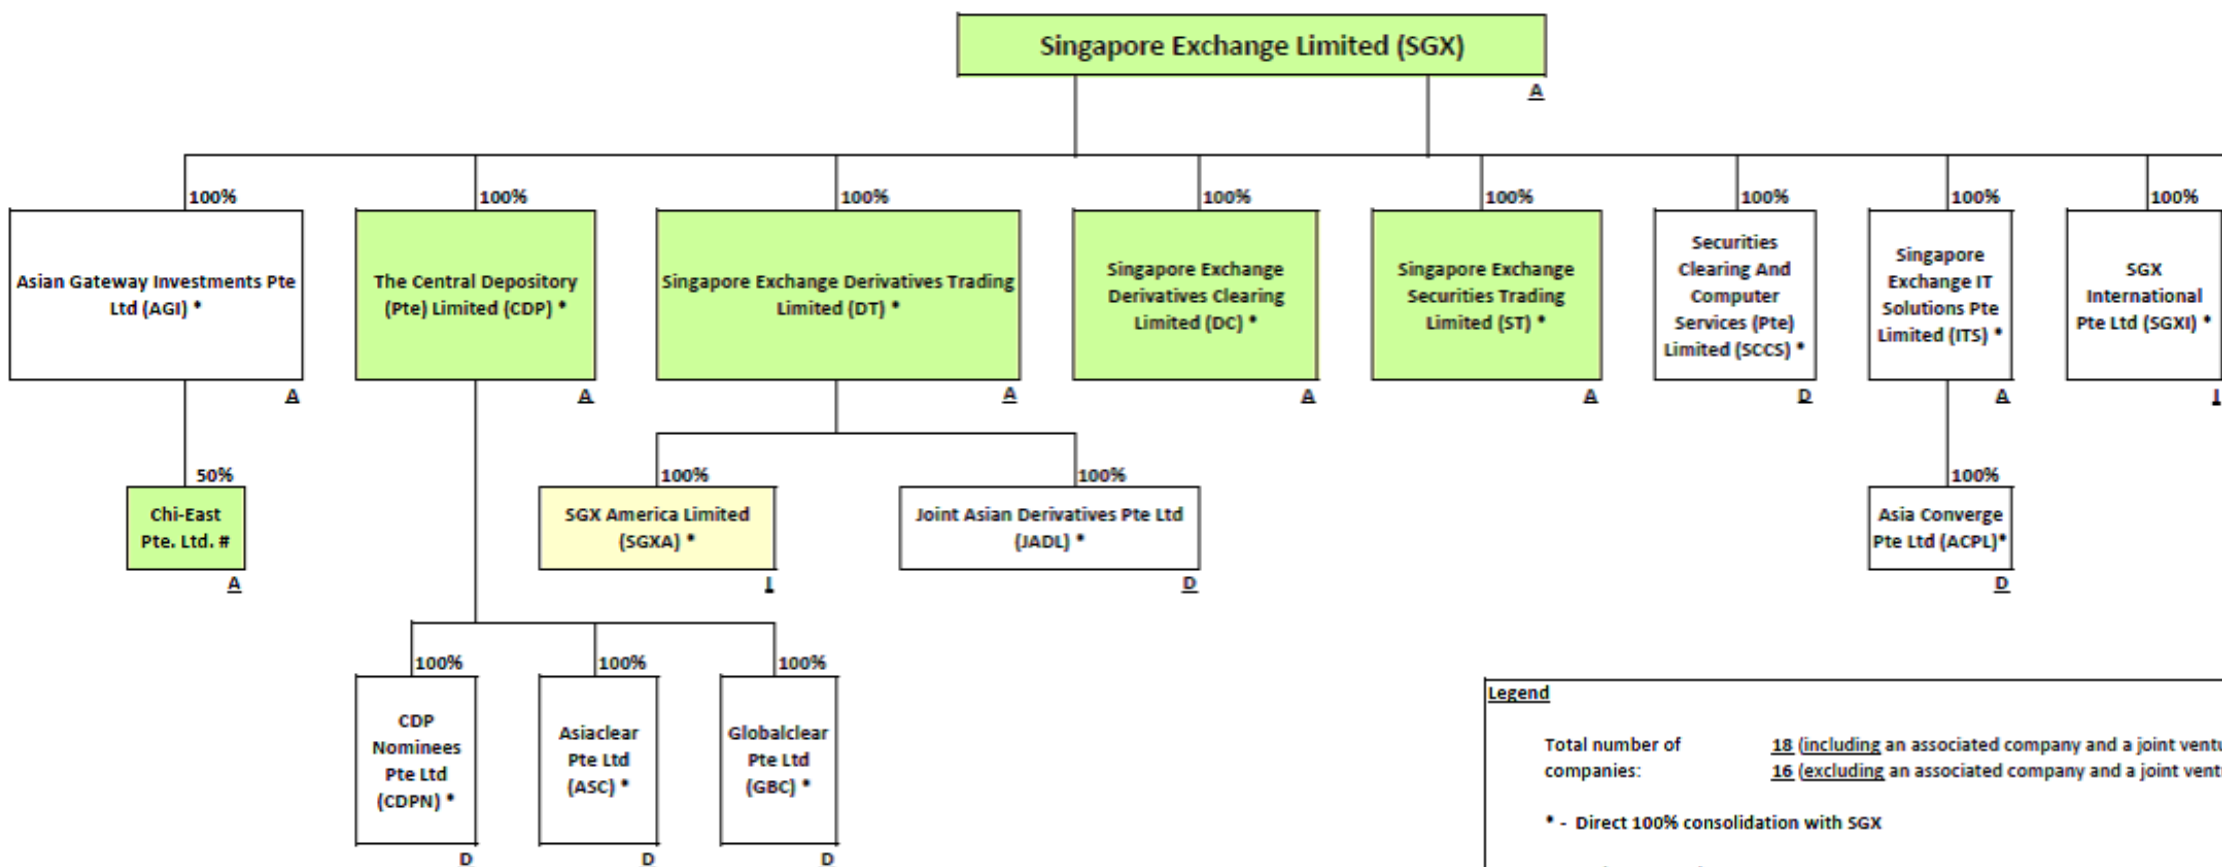 Singapore Exchange Limited (SGX)
A
100%
100%
100%
100%
100%
100%
100%
100%
Asian Gateway Investments Pte
Ltd (AGI) *
A
The Central Depository
(Pte) Limited (CDP) *
A
Singapore Exchange Derivatives Trading
Limited (DT) *
A
Singapore Exchange
Derivatives Clearing
Limited (DC) *
A
Singapore Exchange
Securities Trading
Limited (ST) *
A
Securities
Clearing And
Computer
Services (Pte)
Limited (SCCS) *
D
Singapore
Exchange IT
Solutions Pte
Limited (ITS) *
A
SGX
International
Pte Ltd (SGXI) *
I
50%
Chi-East
Pte. Ltd. #
A
100%
SGX America Limited
(SGXA) *
I
100%
Joint Asian Derivatives Pte Ltd
(JADL) *
D
100%
Asia Converge
Pte Ltd (ACPL)*
D
100%
CDP
Nominees
Pte Ltd
(CDPN) *
D
100%
Asiaclear
Pte Ltd
(ASC) *
D
100%
Globalclear
Pte Ltd
(GBC) *
D
Legend
Total number of
companies:
18 (including an associated company and a joint ventu
16 (excluding an associated company and a joint ventu
* - Direct 100% consolidation with SGX